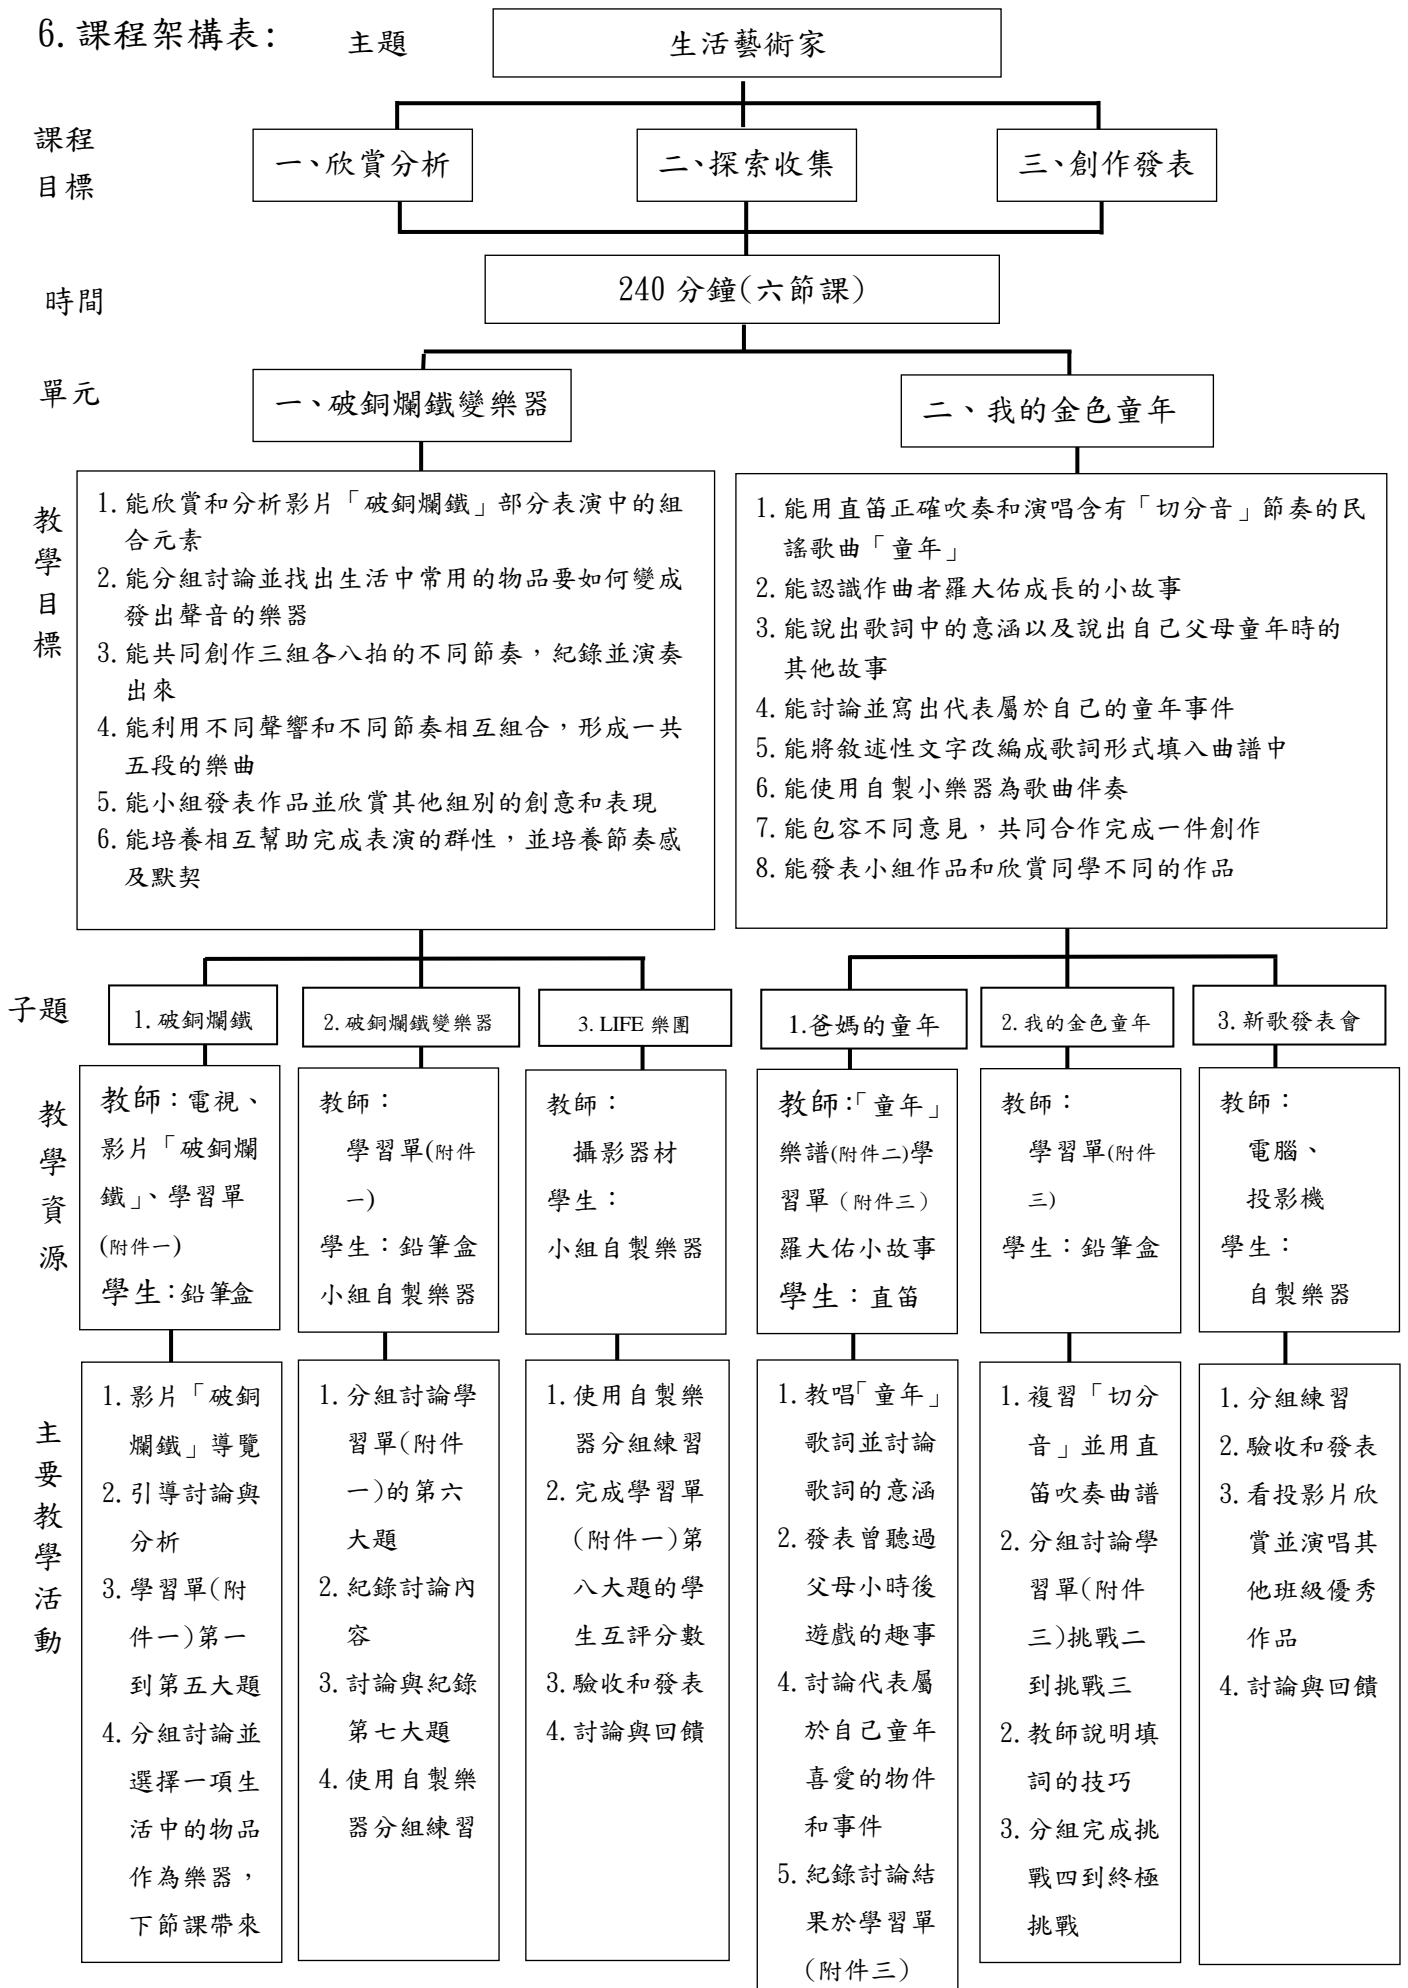 6.課程架構表:
主題
生活藝術家
課程
目標
一、欣賞分析
二、探索收集
三、創作發表
時間
240 分鐘(六節課)
單元
一、破銅爛鐵變樂器
二、我的金色童年
教
學
目
標
1.能欣賞和分析影片「破銅爛鐵」部分表演中的組
合元素
2.能分組討論並找出生活中常用的物品要如何變成
發出聲音的樂器
3.能共同創作三組各八拍的不同節奏，紀錄並演奏
出來
4.能利用不同聲響和不同節奏相互組合，形成一共
五段的樂曲
5.能小組發表作品並欣賞其他組別的創意和表現
6.能培養相互幫助完成表演的群性，並培養節奏感
及默契
1.能用直笛正確吹奏和演唱含有「切分音」節奏的民
謠歌曲「童年」
2.能認識作曲者羅大佑成長的小故事
3.能說出歌詞中的意涵以及說出自己父母童年時的
其他故事
4.能討論並寫出代表屬於自己的童年事件
5.能將敘述性文字改編成歌詞形式填入曲譜中
6.能使用自製小樂器為歌曲伴奏
7.能包容不同意見，共同合作完成一件創作
8.能發表小組作品和欣賞同學不同的作品
子題
1.破銅爛鐵
2.破銅爛鐵變樂器
3.LIFE 樂團
1.爸媽的童年
2.我的金色童年
3.新歌發表會
教
學
資
源
教師：電視、
影片「破銅爛
鐵」、學習單
(附件一)
學生：鉛筆盒
教師：
學習單(附件
一)
學生：鉛筆盒
小組自製樂器
教師：
攝影器材
學生：
小組自製樂器
教師：「童年」
樂譜(附件二)學
習單（附件三）
羅大佑小故事
學生：直笛
教師：
學習單(附件
三)
學生：鉛筆盒
教師：
電腦、
投影機
學生：
自製樂器
主
要
教
學
活
動
1.影片「破銅
爛鐵」導覽
2.引導討論與
分析
3.學習單(附
件一)第一
到第五大題
4.分組討論並
選擇一項生
活中的物品
作為樂器，
下節課帶來
1.分組討論學
習單(附件
一)的第六
大題
2.紀錄討論內
容
3.討論與紀錄
第七大題
4.使用自製樂
器分組練習
1.使用自製樂
器分組練習
2.完成學習單
(附件一)第
八大題的學
生互評分數
3.驗收和發表
4.討論與回饋
1.教唱「童年」
歌詞並討論
歌詞的意涵
2.發表曾聽過
父母小時後
遊戲的趣事
4.討論代表屬
於自己童年
喜愛的物件
和事件
5.紀錄討論結
果於學習單
(附件三)
1.複習「切分
音」並用直
笛吹奏曲譜
2.分組討論學
習單(附件
三)挑戰二
到挑戰三
2.教師說明填
詞的技巧
3.分組完成挑
戰四到終極
挑戰
1.分組練習
2.驗收和發表
3.看投影片欣
賞並演唱其
他班級優秀
作品
4.討論與回饋